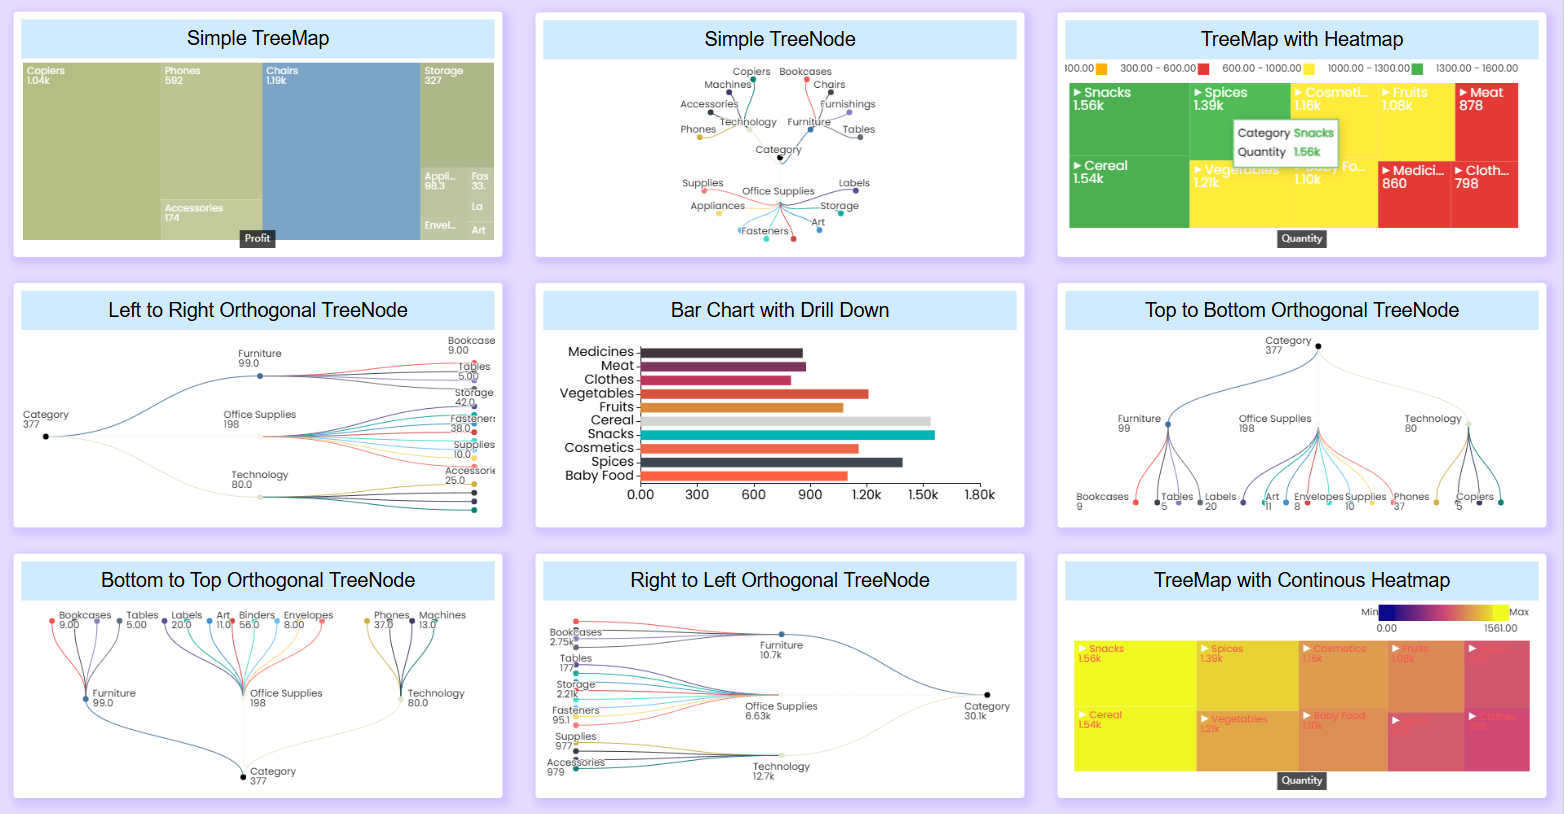 Simple TreeMap
Copiers
1.04k
Phones
592
Chairs
1.19k
Storage
327
Appli...
98.3
Fas
33.
La
Accessories
174
Envel...
Art
Profit
Simple TreeNode
Copiers
Bookcases
Machines
Chairs
Accessories
Furnishings
Phones
Technology
Furniture
Tables
Category
Supplies
Office Supplies
Labels
Appliances
Storage
Fasteners
Art
TreeMap with Heatmap
300.00
300.00 - 600.00
600.00 - 1000.00
1000.00 - 1300.00
1300.00 - 1600.00
Snacks
1.56k
Spices
1.39k
Cosmeti...
1.16k
Fruits
1.08k
Meat
878
Category Snacks
Quantity 1.56k
Cereal
1.54k
Vegetables
1.21k
Baby Fo...
1.10k
Medici...
860
Cloth...
798
Quantity
Left to Right Orthogonal TreeNode
Bookcase
9.00
Furniture
99.0
Tables
5.00
Storage
42.0
Category
377
Office Supplies
198
Fasteners
38.0
Supplies
10.0
Technology
80.0
Accessorie
25.0
Bar Chart with Drill Down
Medicines
Meat
Clothes
Vegetables
Fruits
Cereal
Snacks
Cosmetics
Spices
Baby Food
0.00 300 600 900 1.20k 1.50k 1.80k
Top to Bottom Orthogonal TreeNode
Category
377
Furniture
99
Office Supplies
198
Technology
80
Bookcases
9
Tables
5
Labels
20
Art
11
Envelopes
8
Supplies
10
Phones
37
Copiers
5
Bottom to Top Orthogonal TreeNode
Bookcases
9.00
Tables
5.00
Labels
20.0
Art
11.0
Binders
56.0
Envelopes
8.00
Phones
37.0
Machines
13.0
Furniture
99.0
Office Supplies
198
Technology
80.0
Category
377
Right to Left Orthogonal TreeNode
Bookcases
2.75k
Furniture
10.7k
Tables
177
Storage
2.21k
Fasteners
95.1
Office Supplies
6.63k
Category
30.1k
Supplies
977
Accessories
979
Technology
12.7k
TreeMap with Continous Heatmap
Min
Max
0.00
1561.00
Snacks
1.56k
Spices
1.39k
Cosmetics
1.16k
Fruits
1.08k
Cereal
1.54k
Vegetables
1.21k
Baby Food
1.10k
Clothes
798
Quantity